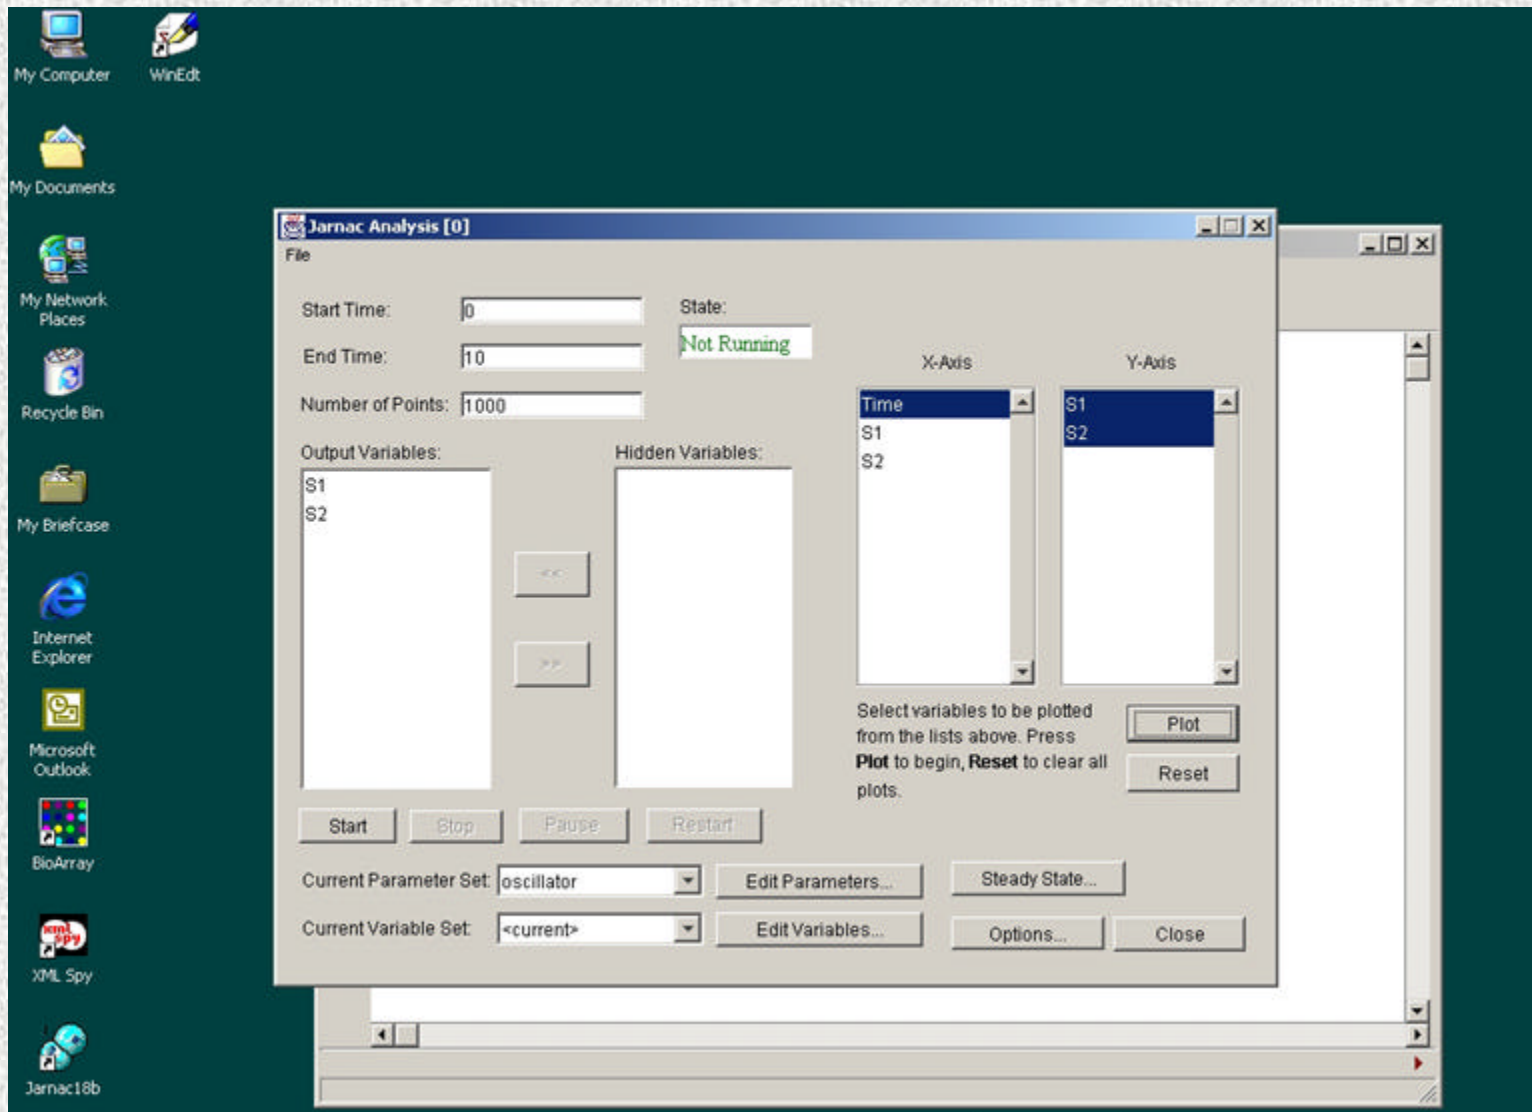 My Computer
WinEdt
My Documents
My Network
Places
Recycle Bin
My Briefcase
Internet
Explorer
Microsoft
Outlook
BioArray
xml
spy
XML Spy
Jarnac18b
Jarnac Analysis [0]
File
Start Time: 0
End Time: 10
Number of Points: 1000
State:
Not Running
Output Variables:
S1
S2
Hidden Variables:
<<
>>
X-Axis
Time
S1
S2
Y-Axis
S1
S2
Select variables to be plotted
from the lists above. Press
Plot to begin, Reset to clear all
plots.
Plot
Reset
Start Stop Pause Restart
Current Parameter Set: oscillator Edit Parameters... Steady State...
Current Variable Set: <current> Edit Variables... Options... Close